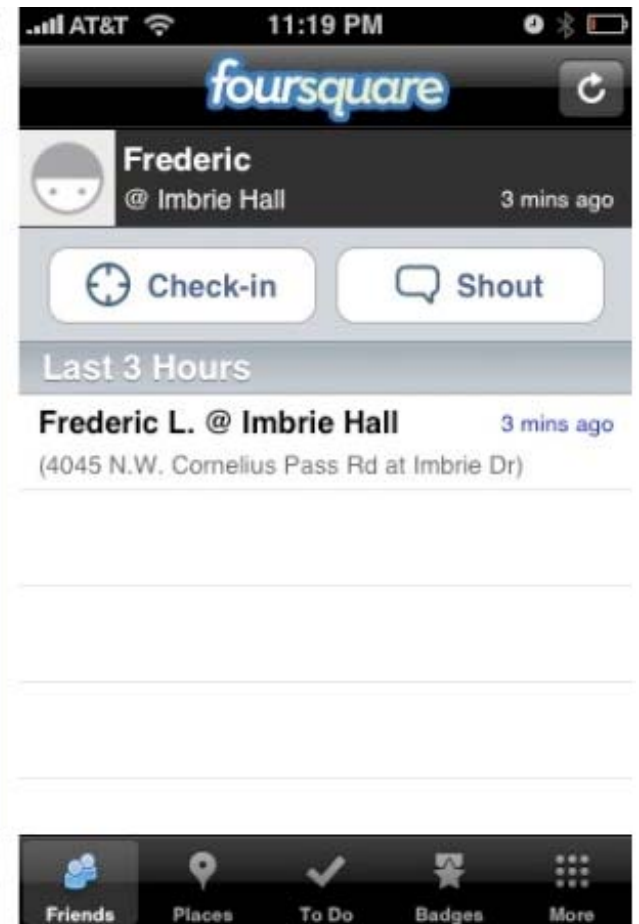 AT&T 11:19 PM
foursquare
Frederic
@ Imbrie Hall 3 mins ago
Check-in Shout
Last 3 Hours
Frederic L. @ Imbrie Hall 3 mins ago
(4045 N.W. Cornelius Pass Rd at Imbrie Dr)
Friends Places To Do Badges More